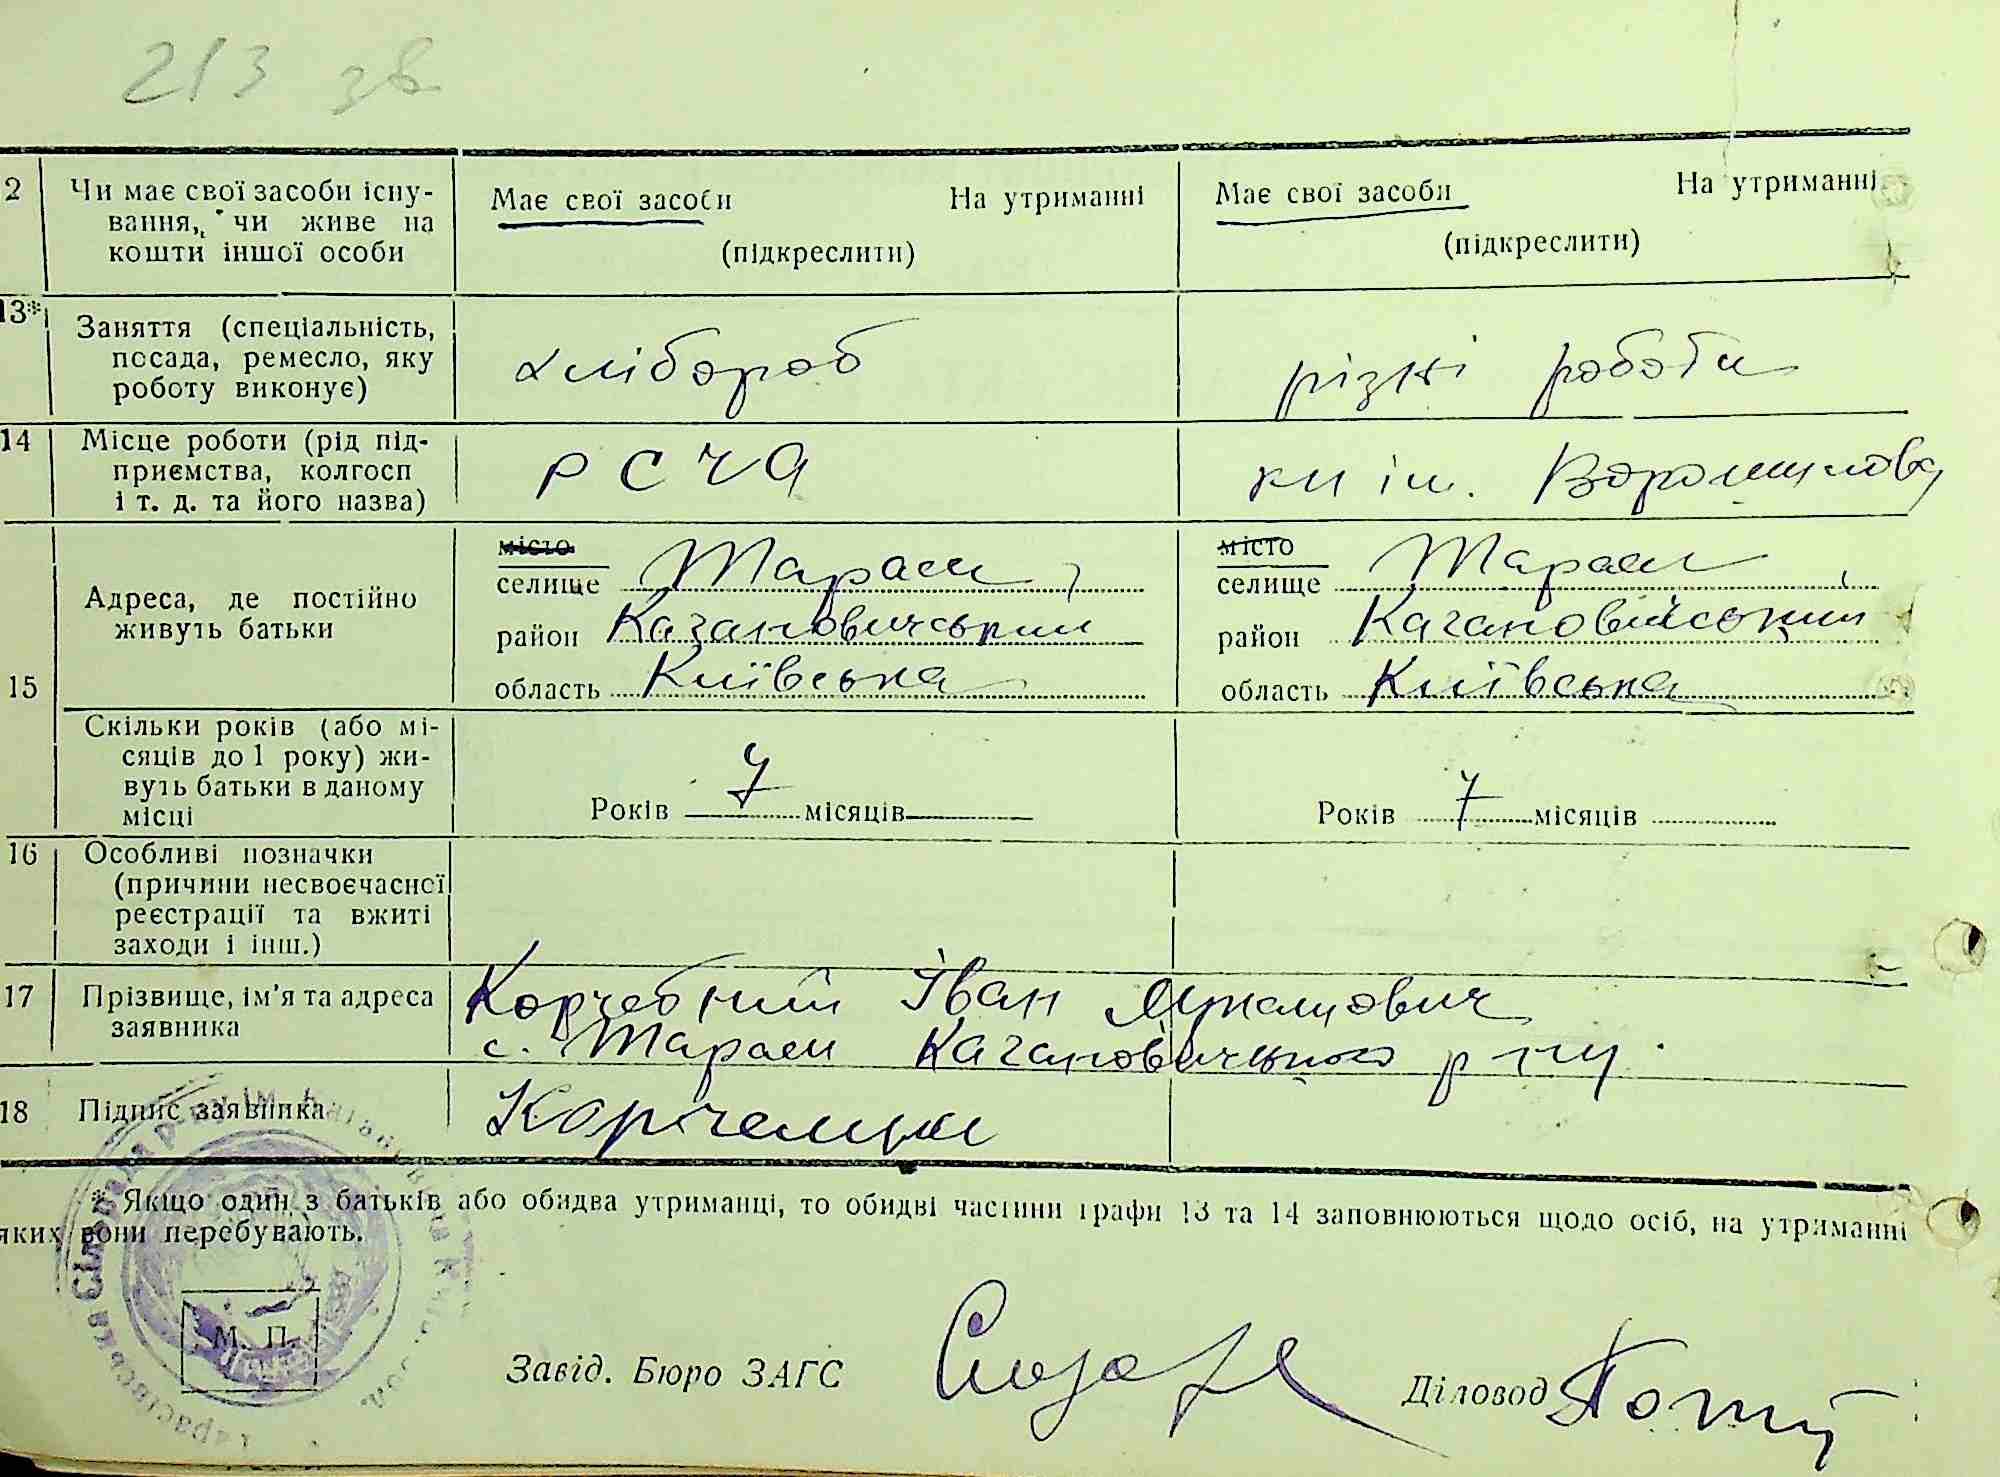 213 зв
2 Чи має свої засоби існу-
вання, чи живе на
кошти іншої особи
Має свої засоби На утриманні
(підкреслити)
Має свої засоби На утриманні
(підкреслити)
13* Заняття (спеціальність,
посада, ремесло, яку
роботу виконує)
хлібороб
різні роботи
14 Місце роботи (рід під-
приємства, колгосп
і т. д. та його назва)
РСЧА
ім. Ворошилова
15 Адреса, де постійно
живуть батьки
місто
селище Тараси,
район Казановичський
область Київська
місто
селище Тараси,
район Кагановійський
область Київська
Скільки років (або мі-
сяців до 1 року) жи-
вуть батьки в даному
місці
Років 7 місяців
Років 7 місяців
16 Особливі позначки
(причини несвоєчасної
реєстрації та вжиті
заходи і інш.)
17 Прізвище, ім'я та адреса
заявника
Корчебний Іван
с. Тараси Кагановичського р ну.
18 Підпис заявника
* Якщо один з батьків або обидва утриманці, то обидві частини графи 13 та 14 заповнюються щодо осіб, на утриманні
яких вони перебувають.
М. П.
Завід. Бюро ЗАГС
Діловод